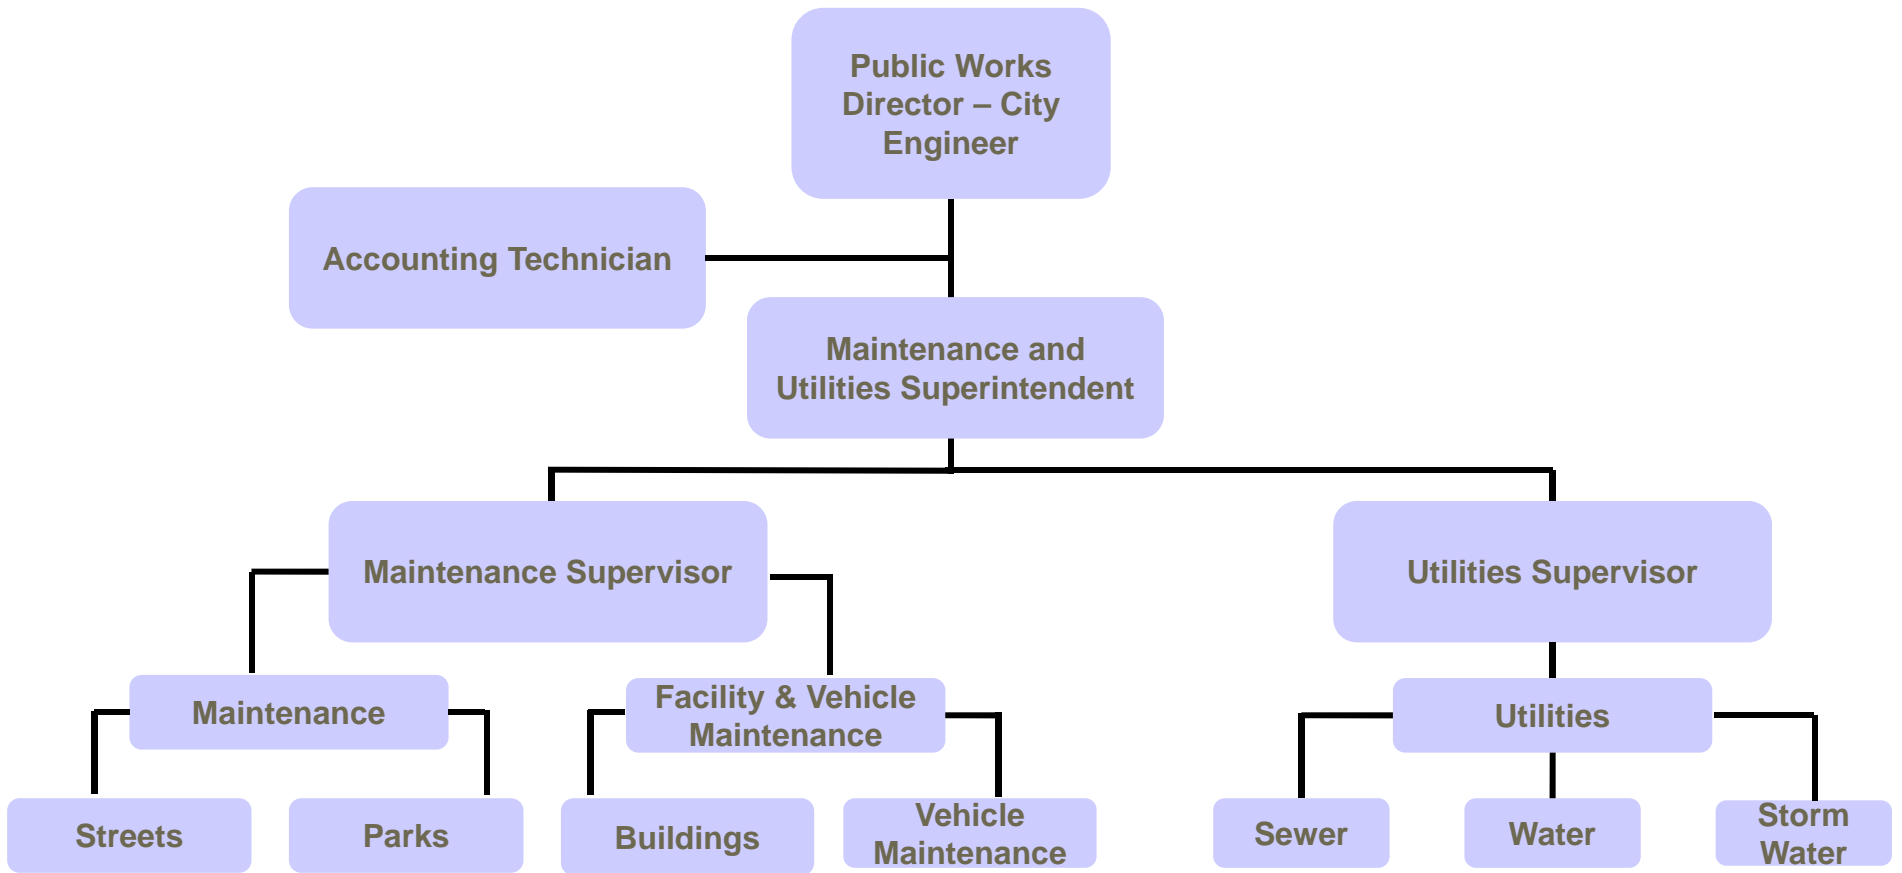 Public Works
Director – City
Engineer
Accounting Technician
Maintenance and
Utilities Superintendent
Maintenance Supervisor
Utilities Supervisor
Maintenance
Facility & Vehicle
Maintenance
Utilities
Streets
Parks
Buildings
Vehicle
Maintenance
Sewer
Water
Storm
Water